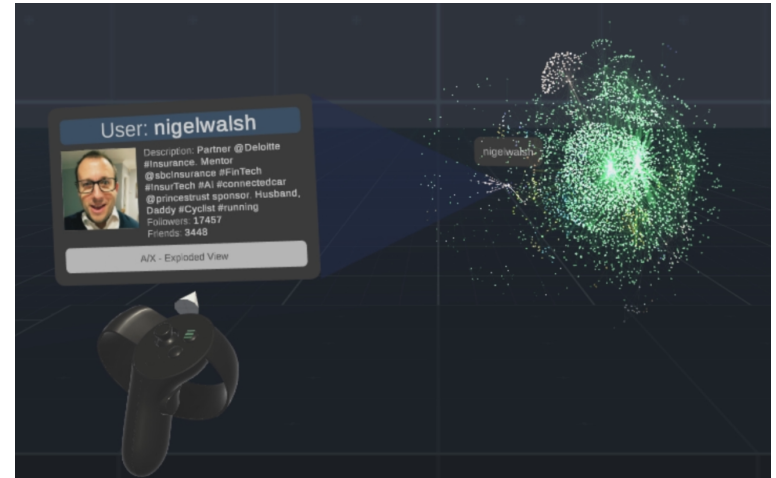 User: nigelwalsh
Description: Partner @Deloitte
#Insurance. Mentor
@sbcInsurance #FinTech
#InsurTech #AI #connectedcar
@princestrust sponsor. Husband,
Daddy #Cyclist #running
Followers: 17457
Friends: 3448
A/X - Exploded View
nigelwalsh